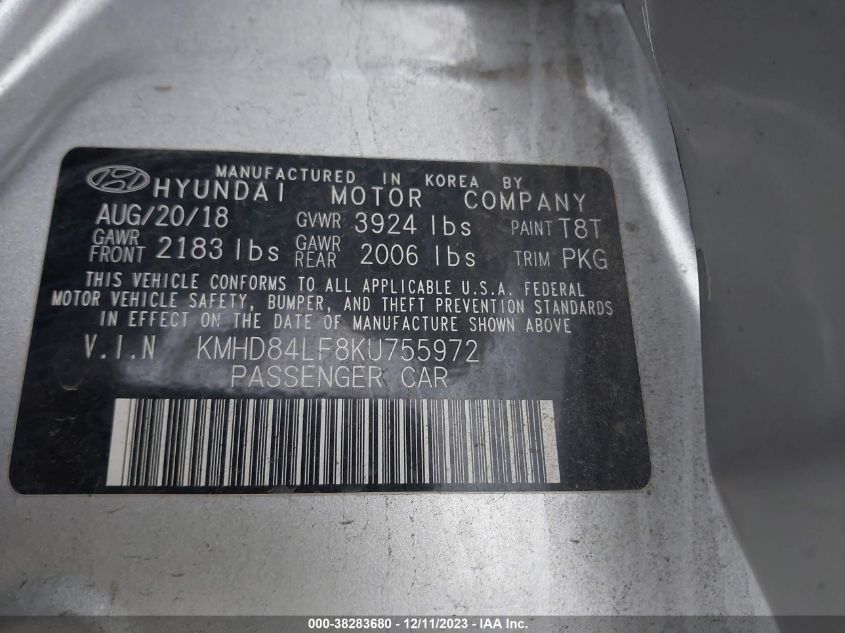 MANUFACTURED IN KOREA BY
HYUNDAI MOTOR COMPANY
AUG/20/18 GVWR 3924 lbs PAINT T8T
GAWR FRONT 2183 lbs GAWR REAR 2006 lbs TRIM PKG
THIS VEHICLE CONFORMS TO ALL APPLICABLE U.S.A. FEDERAL
MOTOR VEHICLE SAFETY, BUMPER, AND THEFT PREVENTION STANDARDS
IN EFFECT ON THE DATE OF MANUFACTURE SHOWN ABOVE
V.I.N KMHD84LF8KU755972
PASSENGER CAR
000-38283680 - 12/11/2023 - IAA Inc.